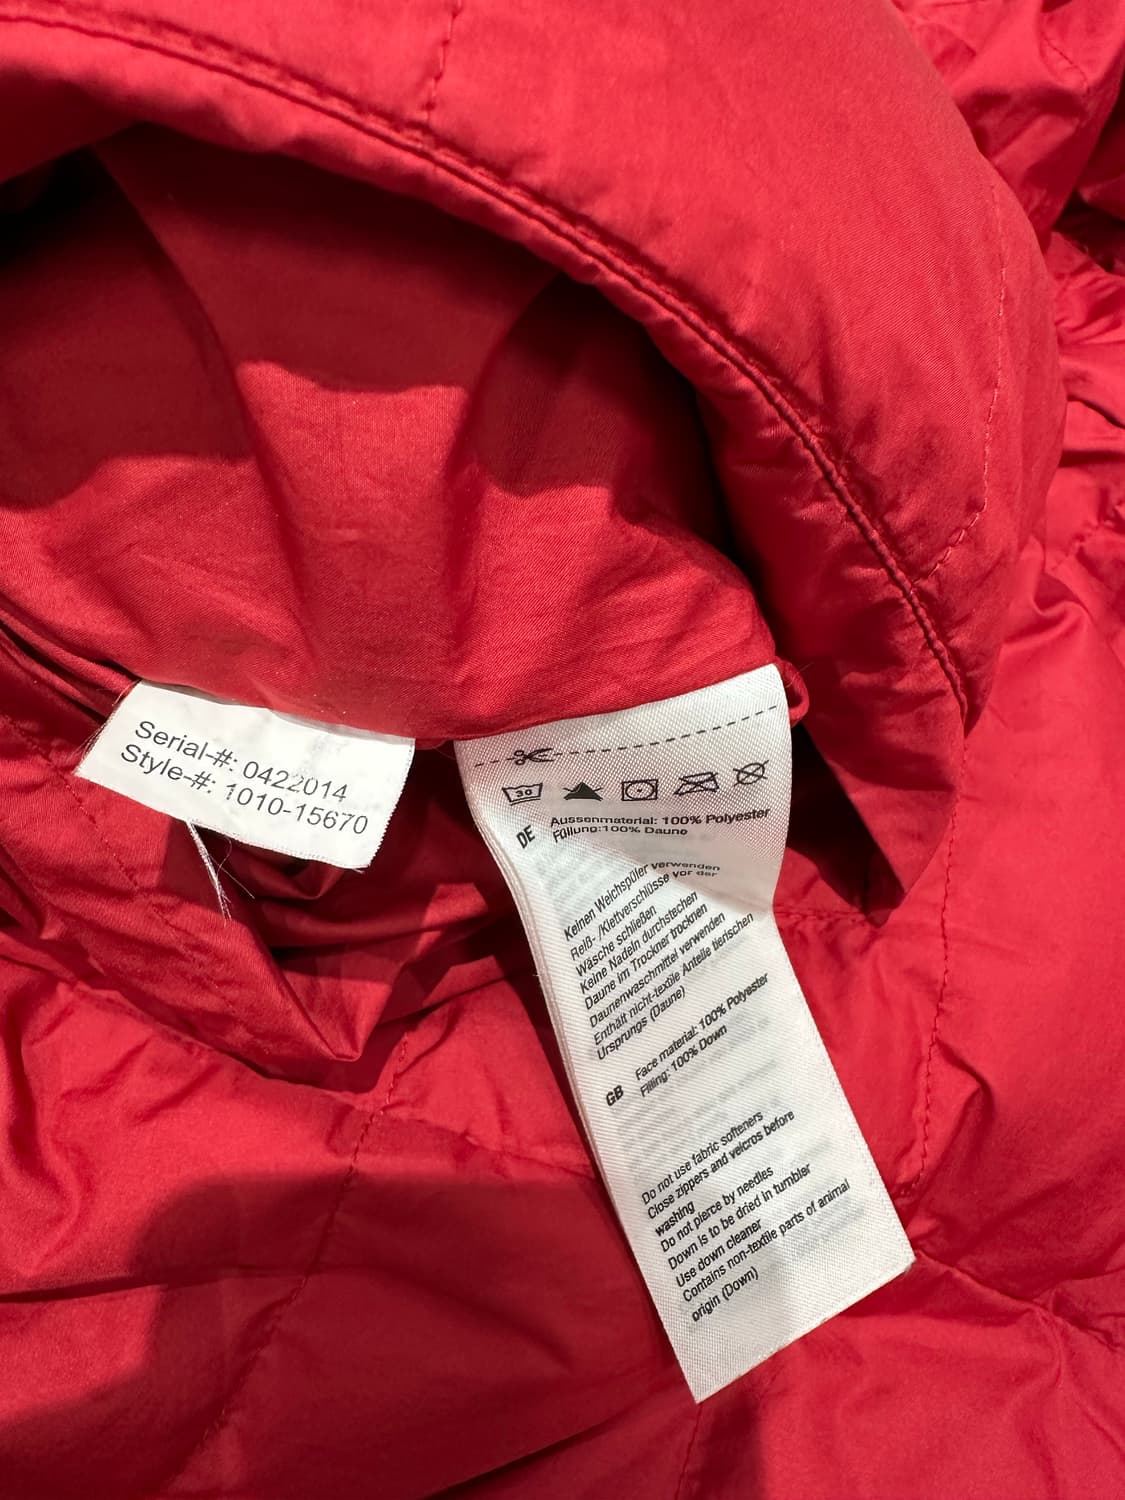 Serial-#: 0422014
Style-#: 1010-15670
30
DE
Aussenmaterial: 100% Polyester
Füllung:100% Daune
Keinen Weichspüler verwenden
Reiß- /Klettverschlüsse vor der
Wäsche schließen
Keine Nadeln durchstechen
Daune im Trockner trocknen
Daunenwaschmittel verwenden
Enthält nicht-textile Anteile tierischen
Ursprungs (Daune)
GB
Face material: 100% Polyester
Filling: 100% Down
Do not use fabric softeners
Close zippers and velcros before
washing
Do not pierce by needles
Down is to be dried in tumbler
Use down cleaner
Contains non-textile parts of animal
origin (Down)